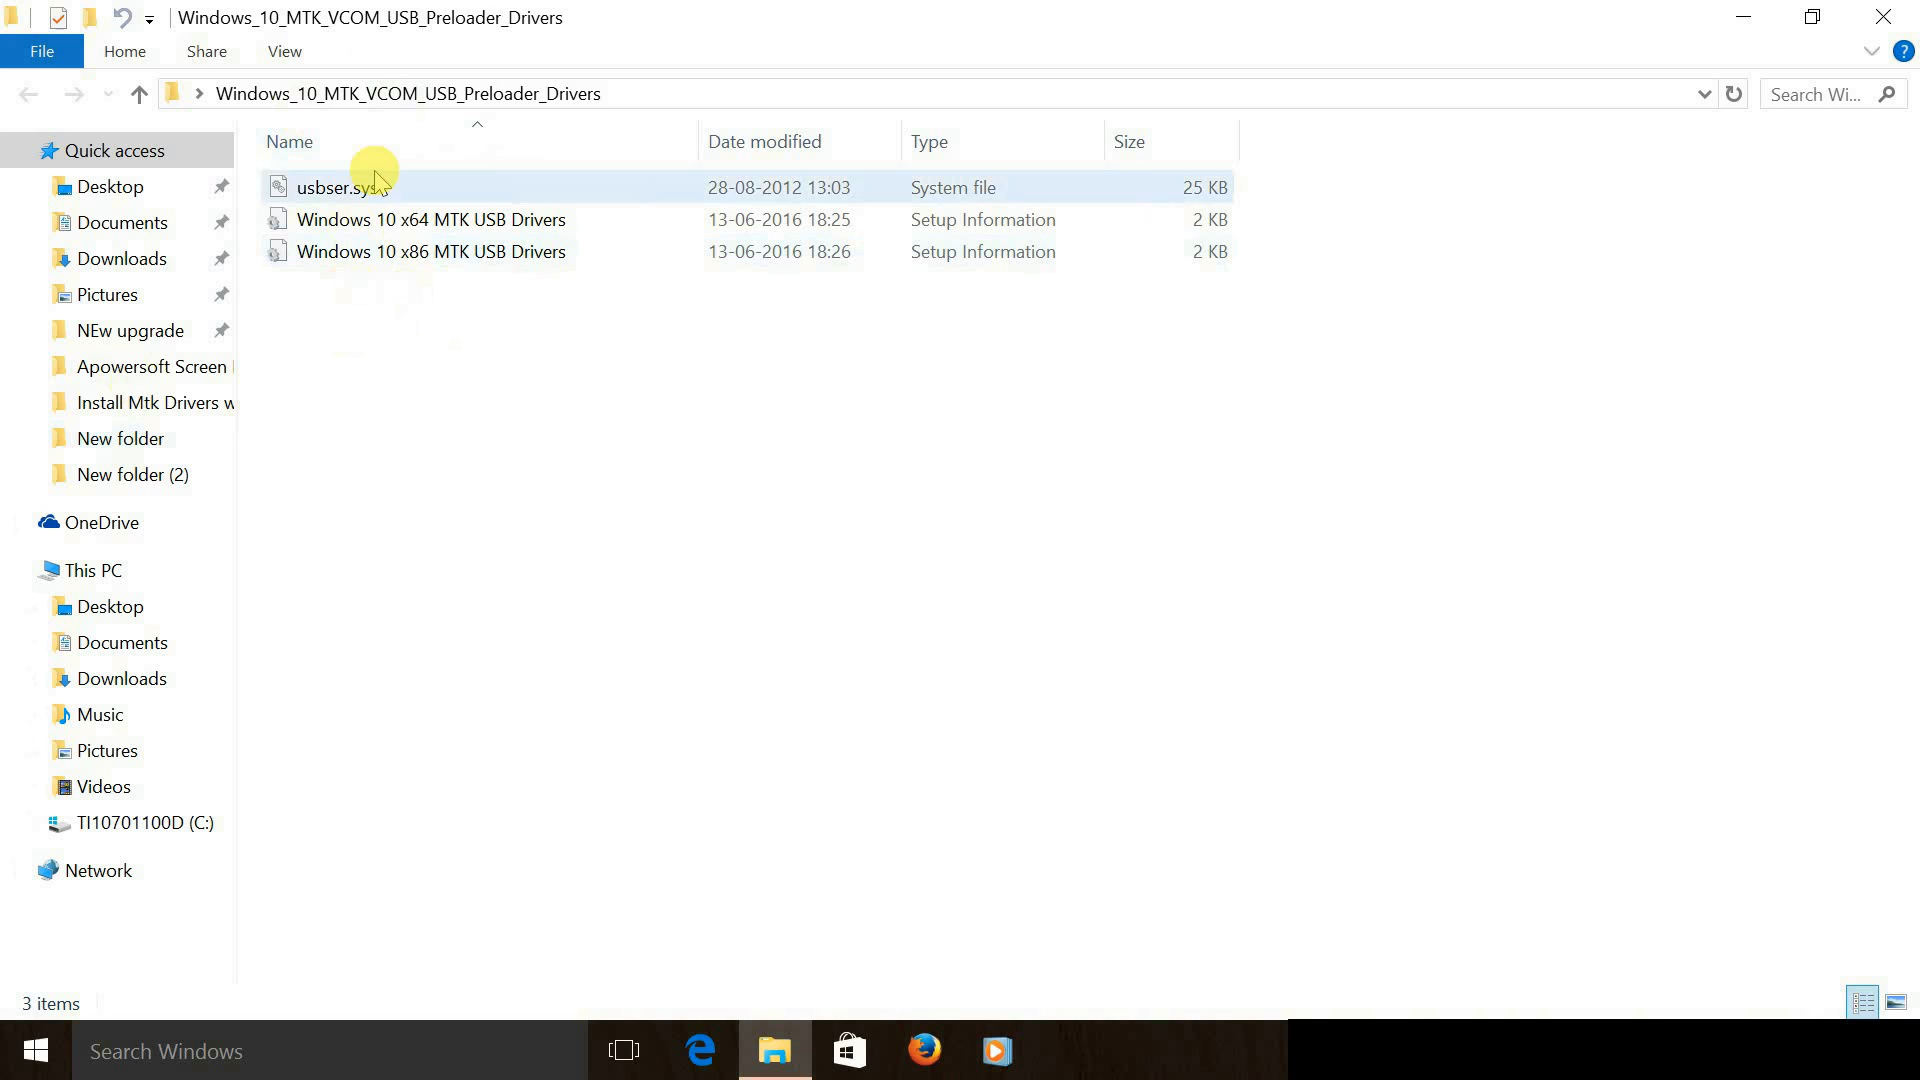 Windows_10_MTK_VCOM_USB_Preloader_Drivers
File Home Share View
Windows_10_MTK_VCOM_USB_Preloader_Drivers
Search Wi...
Name Date modified Type Size
usbser.sys 28-08-2012 13:03 System file 25 KB
Windows 10 x64 MTK USB Drivers 13-06-2016 18:25 Setup Information 2 KB
Windows 10 x86 MTK USB Drivers 13-06-2016 18:26 Setup Information 2 KB
Quick access
Desktop
Documents
Downloads
Pictures
NEw upgrade
Apowersoft Screen
Install Mtk Drivers w
New folder
New folder (2)
OneDrive
This PC
Desktop
Documents
Downloads
Music
Pictures
Videos
TI10701100D (C:)
Network
3 items
Search Windows